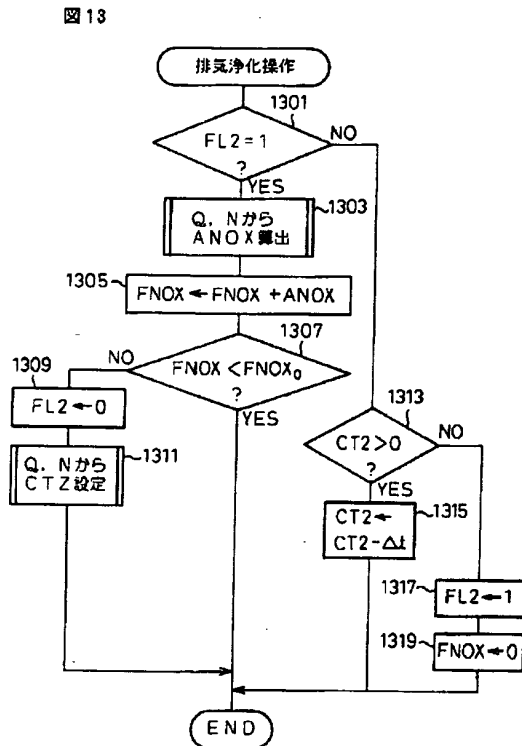 図13
排気浄化操作
1301
FL2=1
?
NO
YES
Q, Nから
ANOX算出
1303
1305
FNOX←FNOX+ANOX
1307
FNOX<FNOX₀
?
NO
YES
1309
FL2←0
Q, Nから
CTZ設定
1311
1313
CT2>0
?
NO
YES
CT2←
CT2-Δt
1315
1317
FL2←1
1319
FNOX←0
END